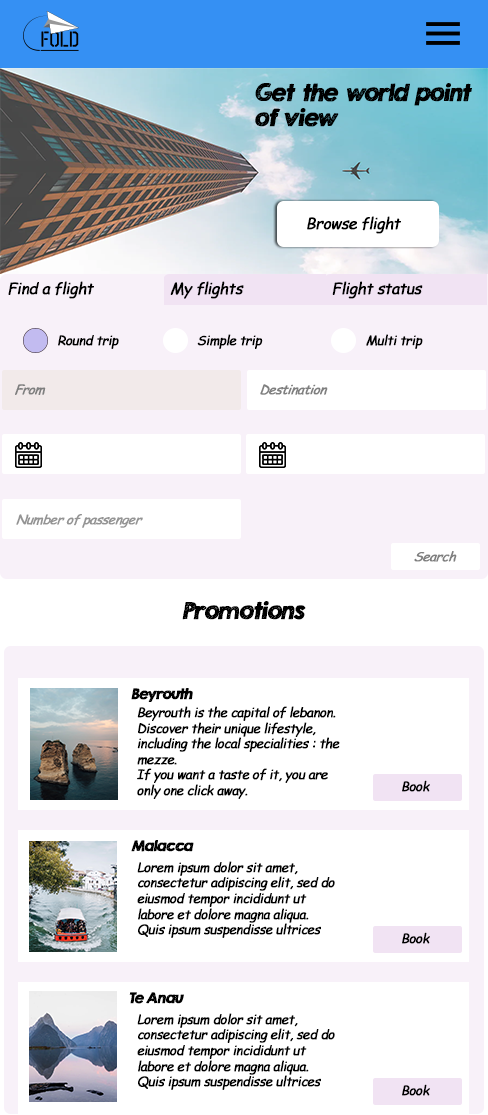 FOLD
Get the world point
of view
Browse flight
Find a flight
My flights
Flight status
Round trip
Simple trip
Multi trip
From
Destination
Number of passenger
Search
Promotions
Beyrouth
Beyrouth is the capital of lebanon.
Discover their unique lifestyle,
including the local specialities : the
mezze.
If you want a taste of it, you are
only one click away.
Book
Malacca
Lorem ipsum dolor sit amet,
consectetur adipiscing elit, sed do
eiusmod tempor incididunt ut
labore et dolore magna aliqua.
Quis ipsum suspendisse ultrices
Book
Te Anau
Lorem ipsum dolor sit amet,
consectetur adipiscing elit, sed do
eiusmod tempor incididunt ut
labore et dolore magna aliqua.
Quis ipsum suspendisse ultrices
Book